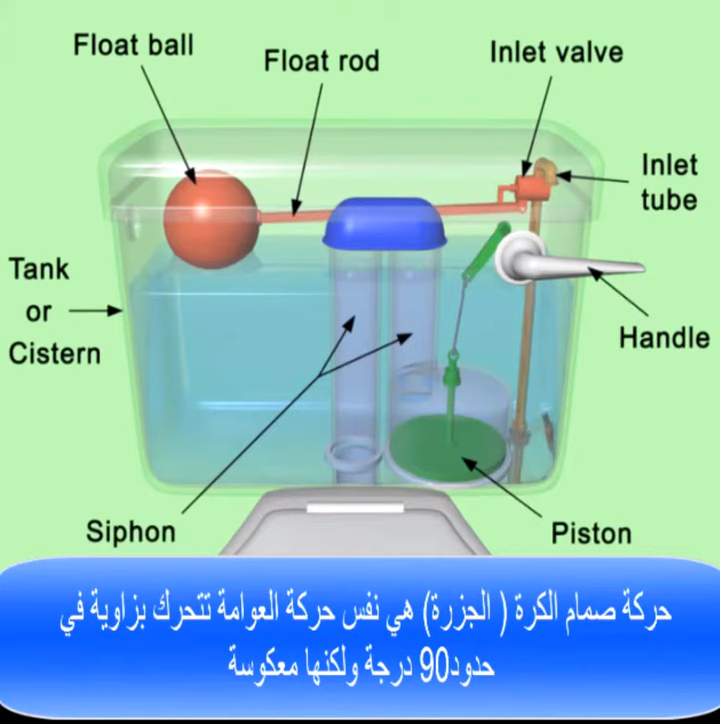 Float ball
Float rod
Inlet valve
Inlet
tube
Tank
or
Cistern
Handle
Siphon
Piston
حركة صمام الكرة ( الجزرة) هي نفس حركة العوامة تتحرك بزاوية في
حدود90 درجة ولكنها معكوسة